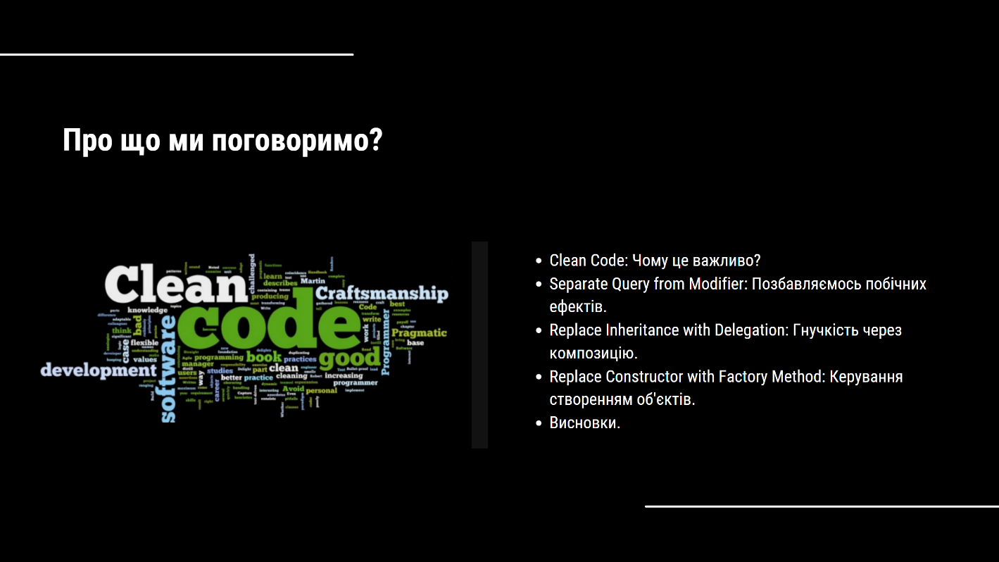 Про що ми поговоримо?
Clean Code: Чому це важливо?
Separate Query from Modifier: Позбавляємось побічних
ефектів.
Replace Inheritance with Delegation: Гнучкість через
композицію.
Replace Constructor with Factory Method: Керування
створенням об'єктів.
Висновки.
Clean
code
Craftsmanship
software
development
good
book
Programmer
Pragmatic
programming
practices
knowledge
challenged
learn
describes
Martin
producing
Code
best
write
work
base
bad
think
case
flexible
values
manager
users
way
studies
part
clean
better
practice
cleaning
increasing
programmer
career
Avoid
personal